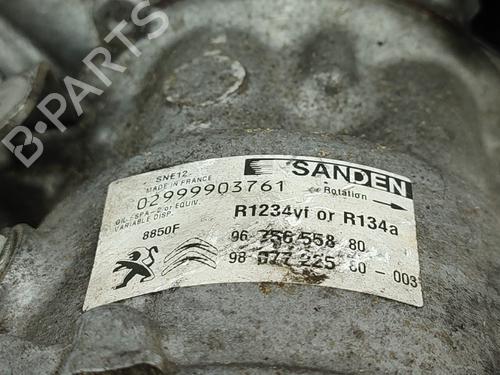 B-PARTS
SNE12
MADE IN FRANCE
SANDEN
02999903761
Rotation
OIL-SPA-2/or EQUIV.
VARIABLE DISP.
R1234yf or R134a
8850F
96 756 558 80
98 077 225 80-003